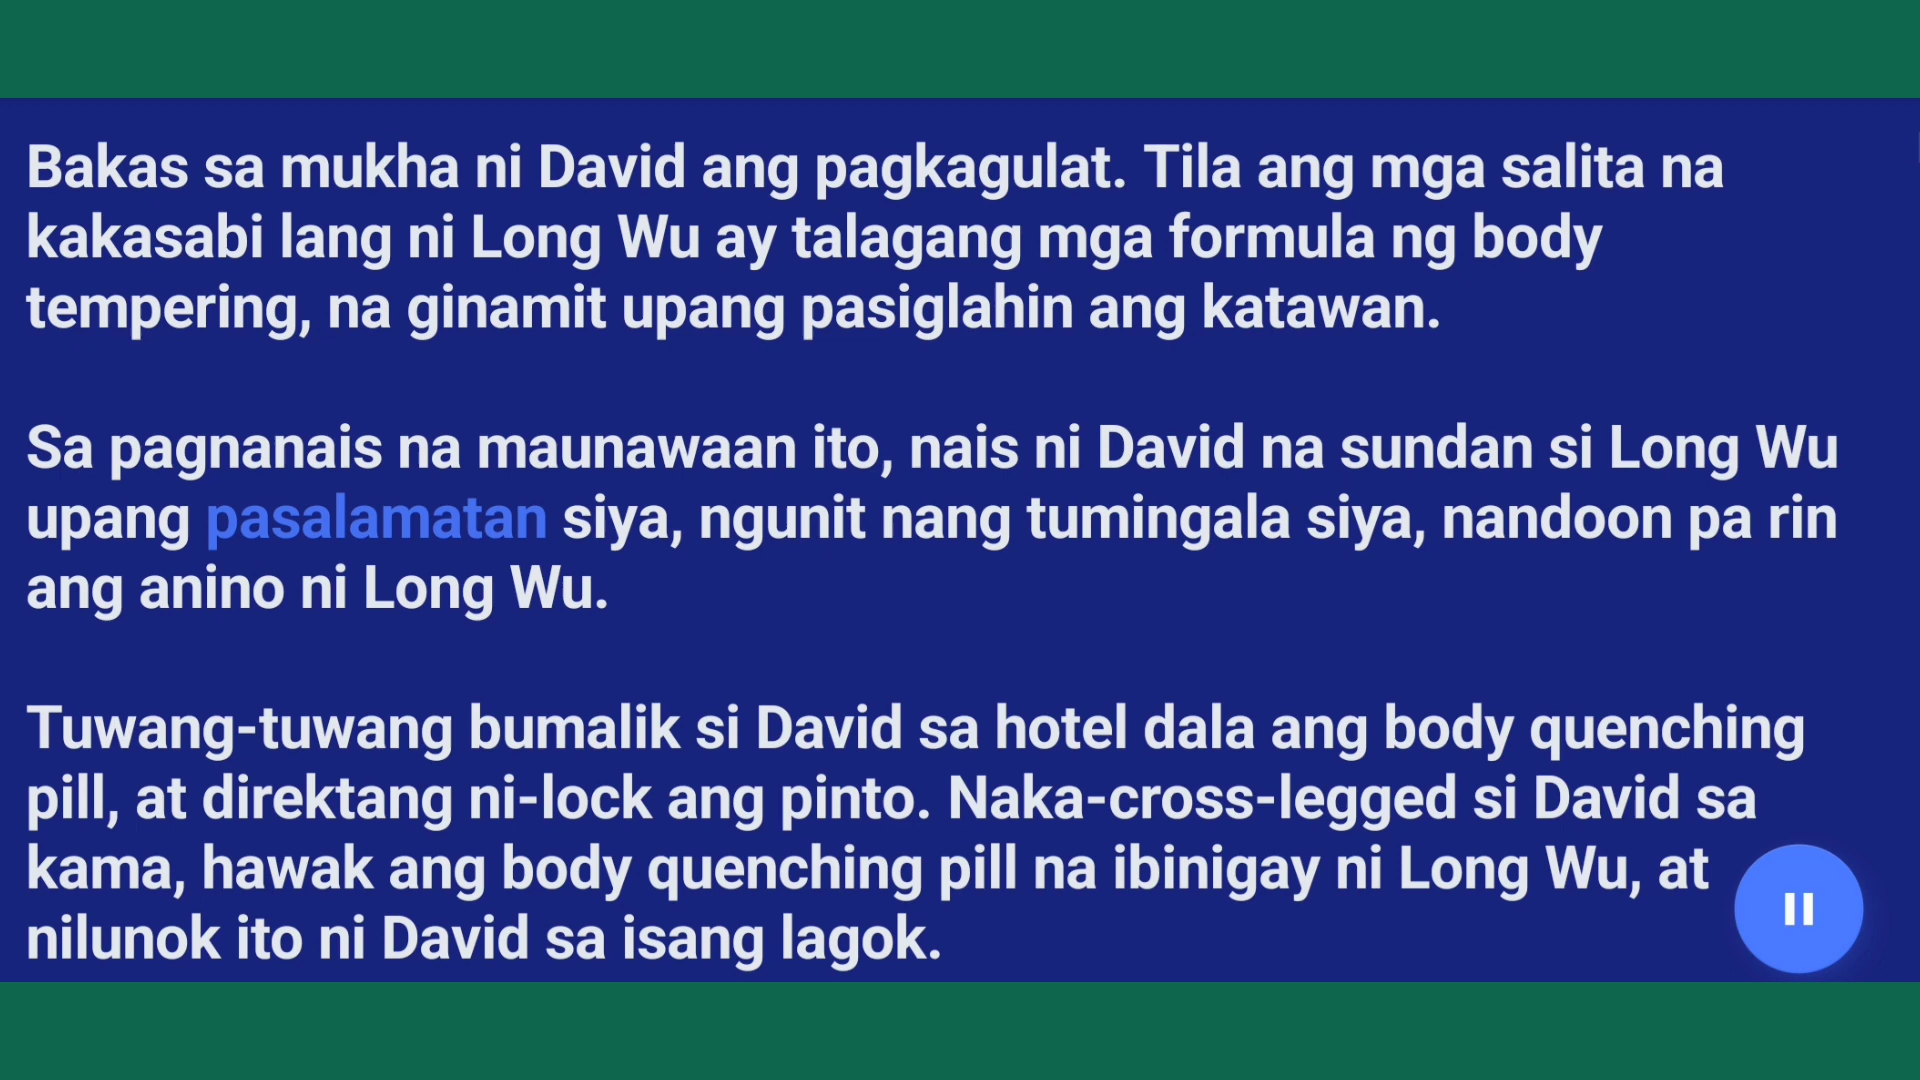 Bakas sa mukha ni David ang pagkagulat. Tila ang mga salita na
kakasabi lang ni Long Wu ay talagang mga formula ng body
tempering, na ginamit upang pasiglahin ang katawan.
Sa pagnanais na maunawaan ito, nais ni David na sundan si Long Wu
upang pasalamatan siya, ngunit nang tumingala siya, nandoon pa rin
ang anino ni Long Wu.
Tuwang-tuwang bumalik si David sa hotel dala ang body quenching
pill, at direktang ni-lock ang pinto. Naka-cross-legged si David sa
kama, hawak ang body quenching pill na ibinigay ni Long Wu, at
nilunok ito ni David sa isang lagok.